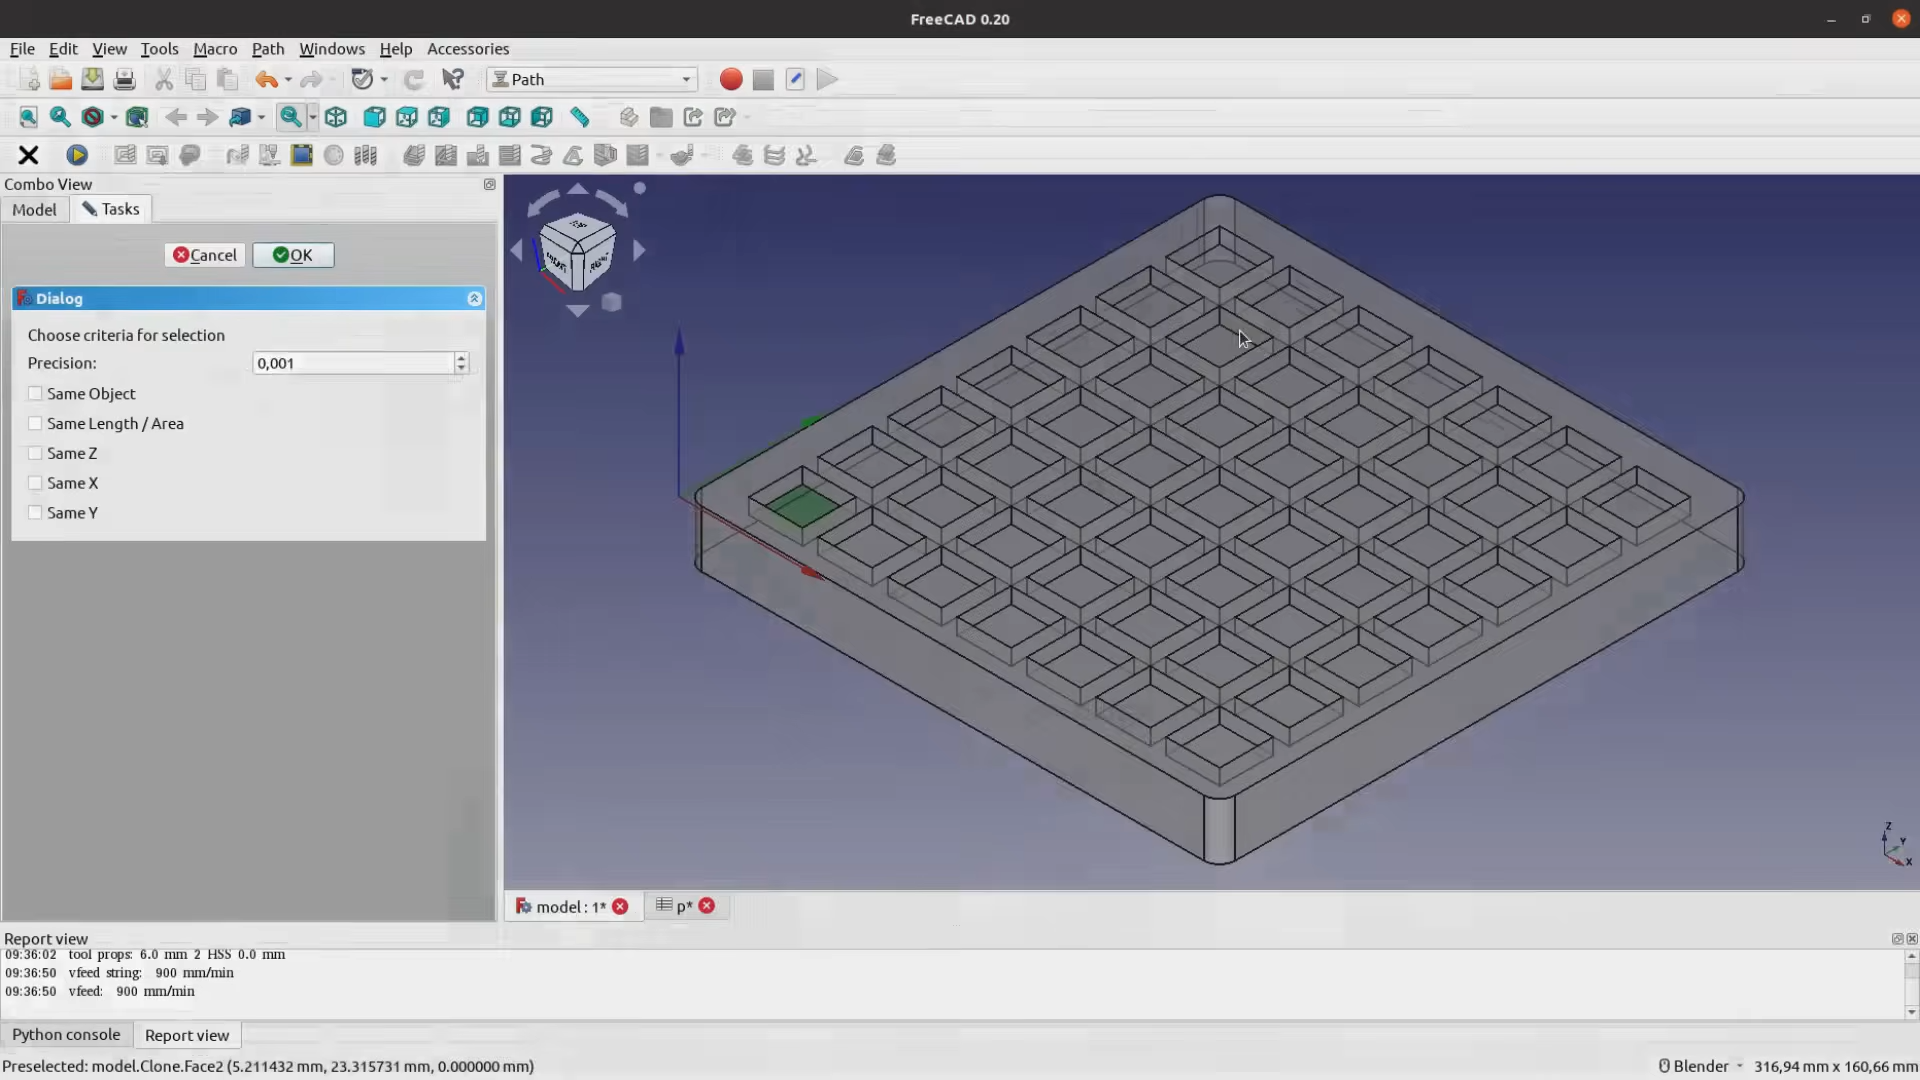 FreeCAD 0.20
File Edit View Tools Macro Path Windows Help Accessories
Path
Combo View
Model Tasks
Cancel OK
Dialog
Choose criteria for selection
Precision: 0,001
Same Object
Same Length / Area
Same Z
Same X
Same Y
Z
Y
X
model : 1* p*
Report view
09:36:02 tool props: 6.0 mm 2 HSS 0.0 mm
09:36:50 vfeed string: 900 mm/min
09:36:50 vfeed: 900 mm/min
Python console Report view
Preselected: model.Clone.Face2 (5.211432 mm, 23.315731 mm, 0.000000 mm) Blender 316,94 mm x 160,66 mm